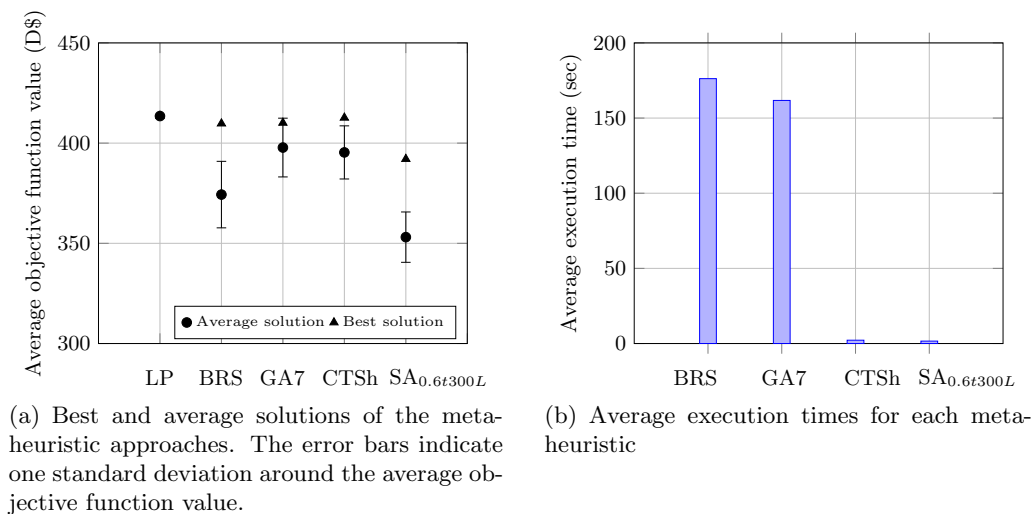 450
400
350
300
Average objective function value (D$)
Average solution
Best solution
LP
BRS
GA7
CTSh
SA0.6t300L
(a) Best and average solutions of the meta-
heuristic approaches. The error bars indicate
one standard deviation around the average ob-
jective function value.
200
150
100
50
0
Average execution time (sec)
BRS
GA7
CTSh
SA0.6t300L
(b) Average execution times for each meta-
heuristic